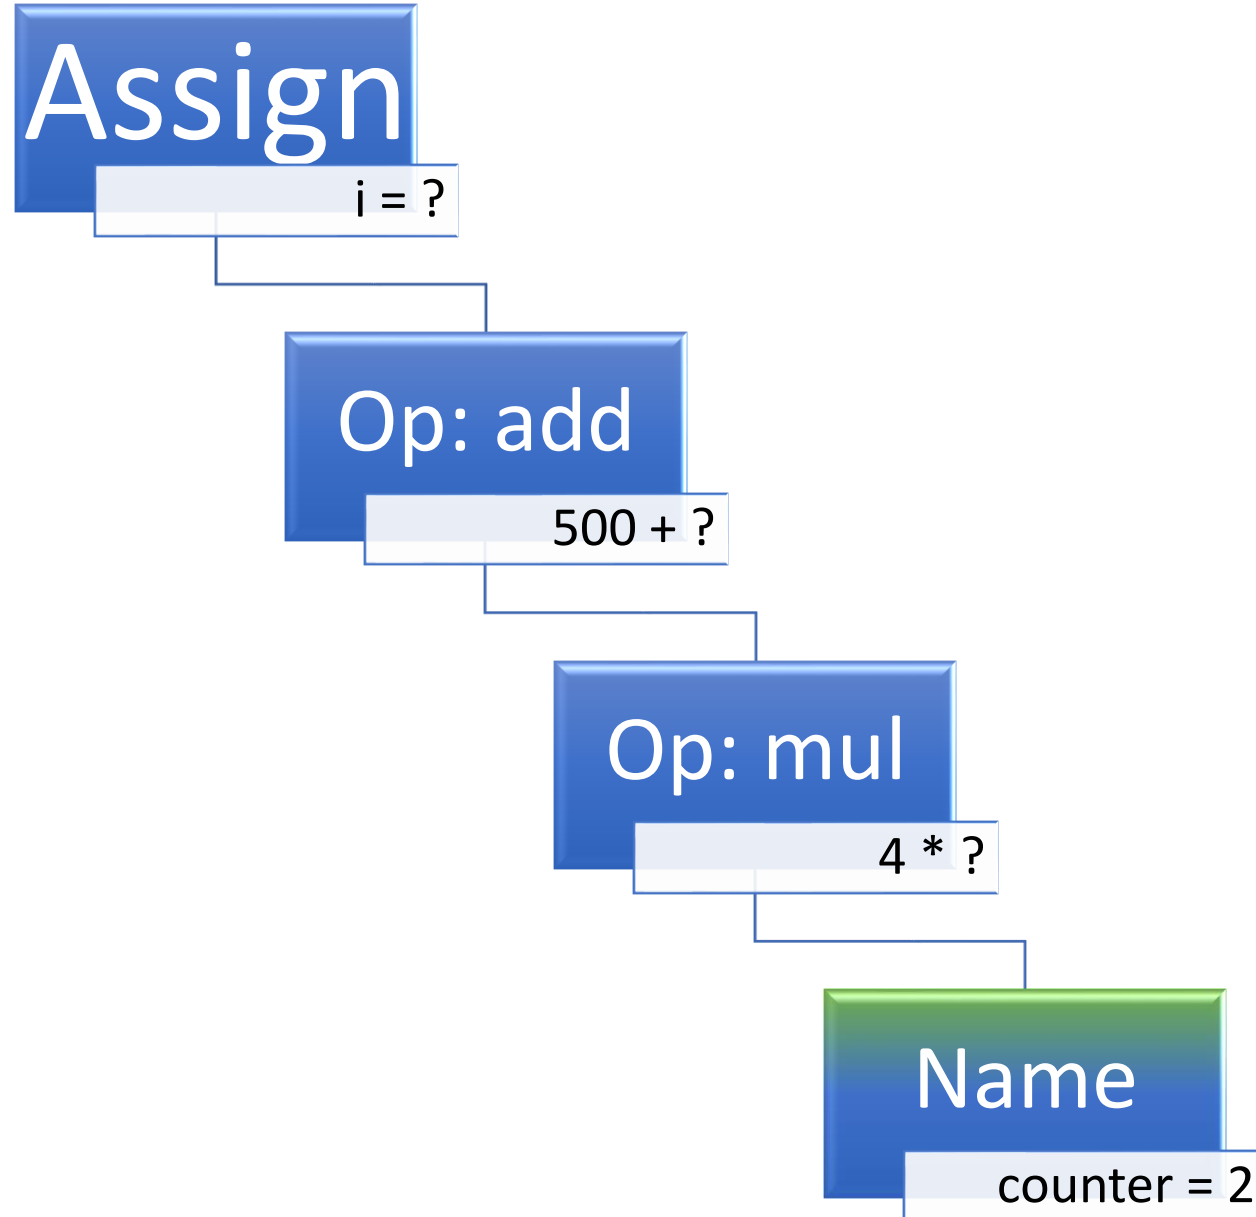 Assign
i = ?
Op: add
500 + ?
Op: mul
4 * ?
Name
counter = 2